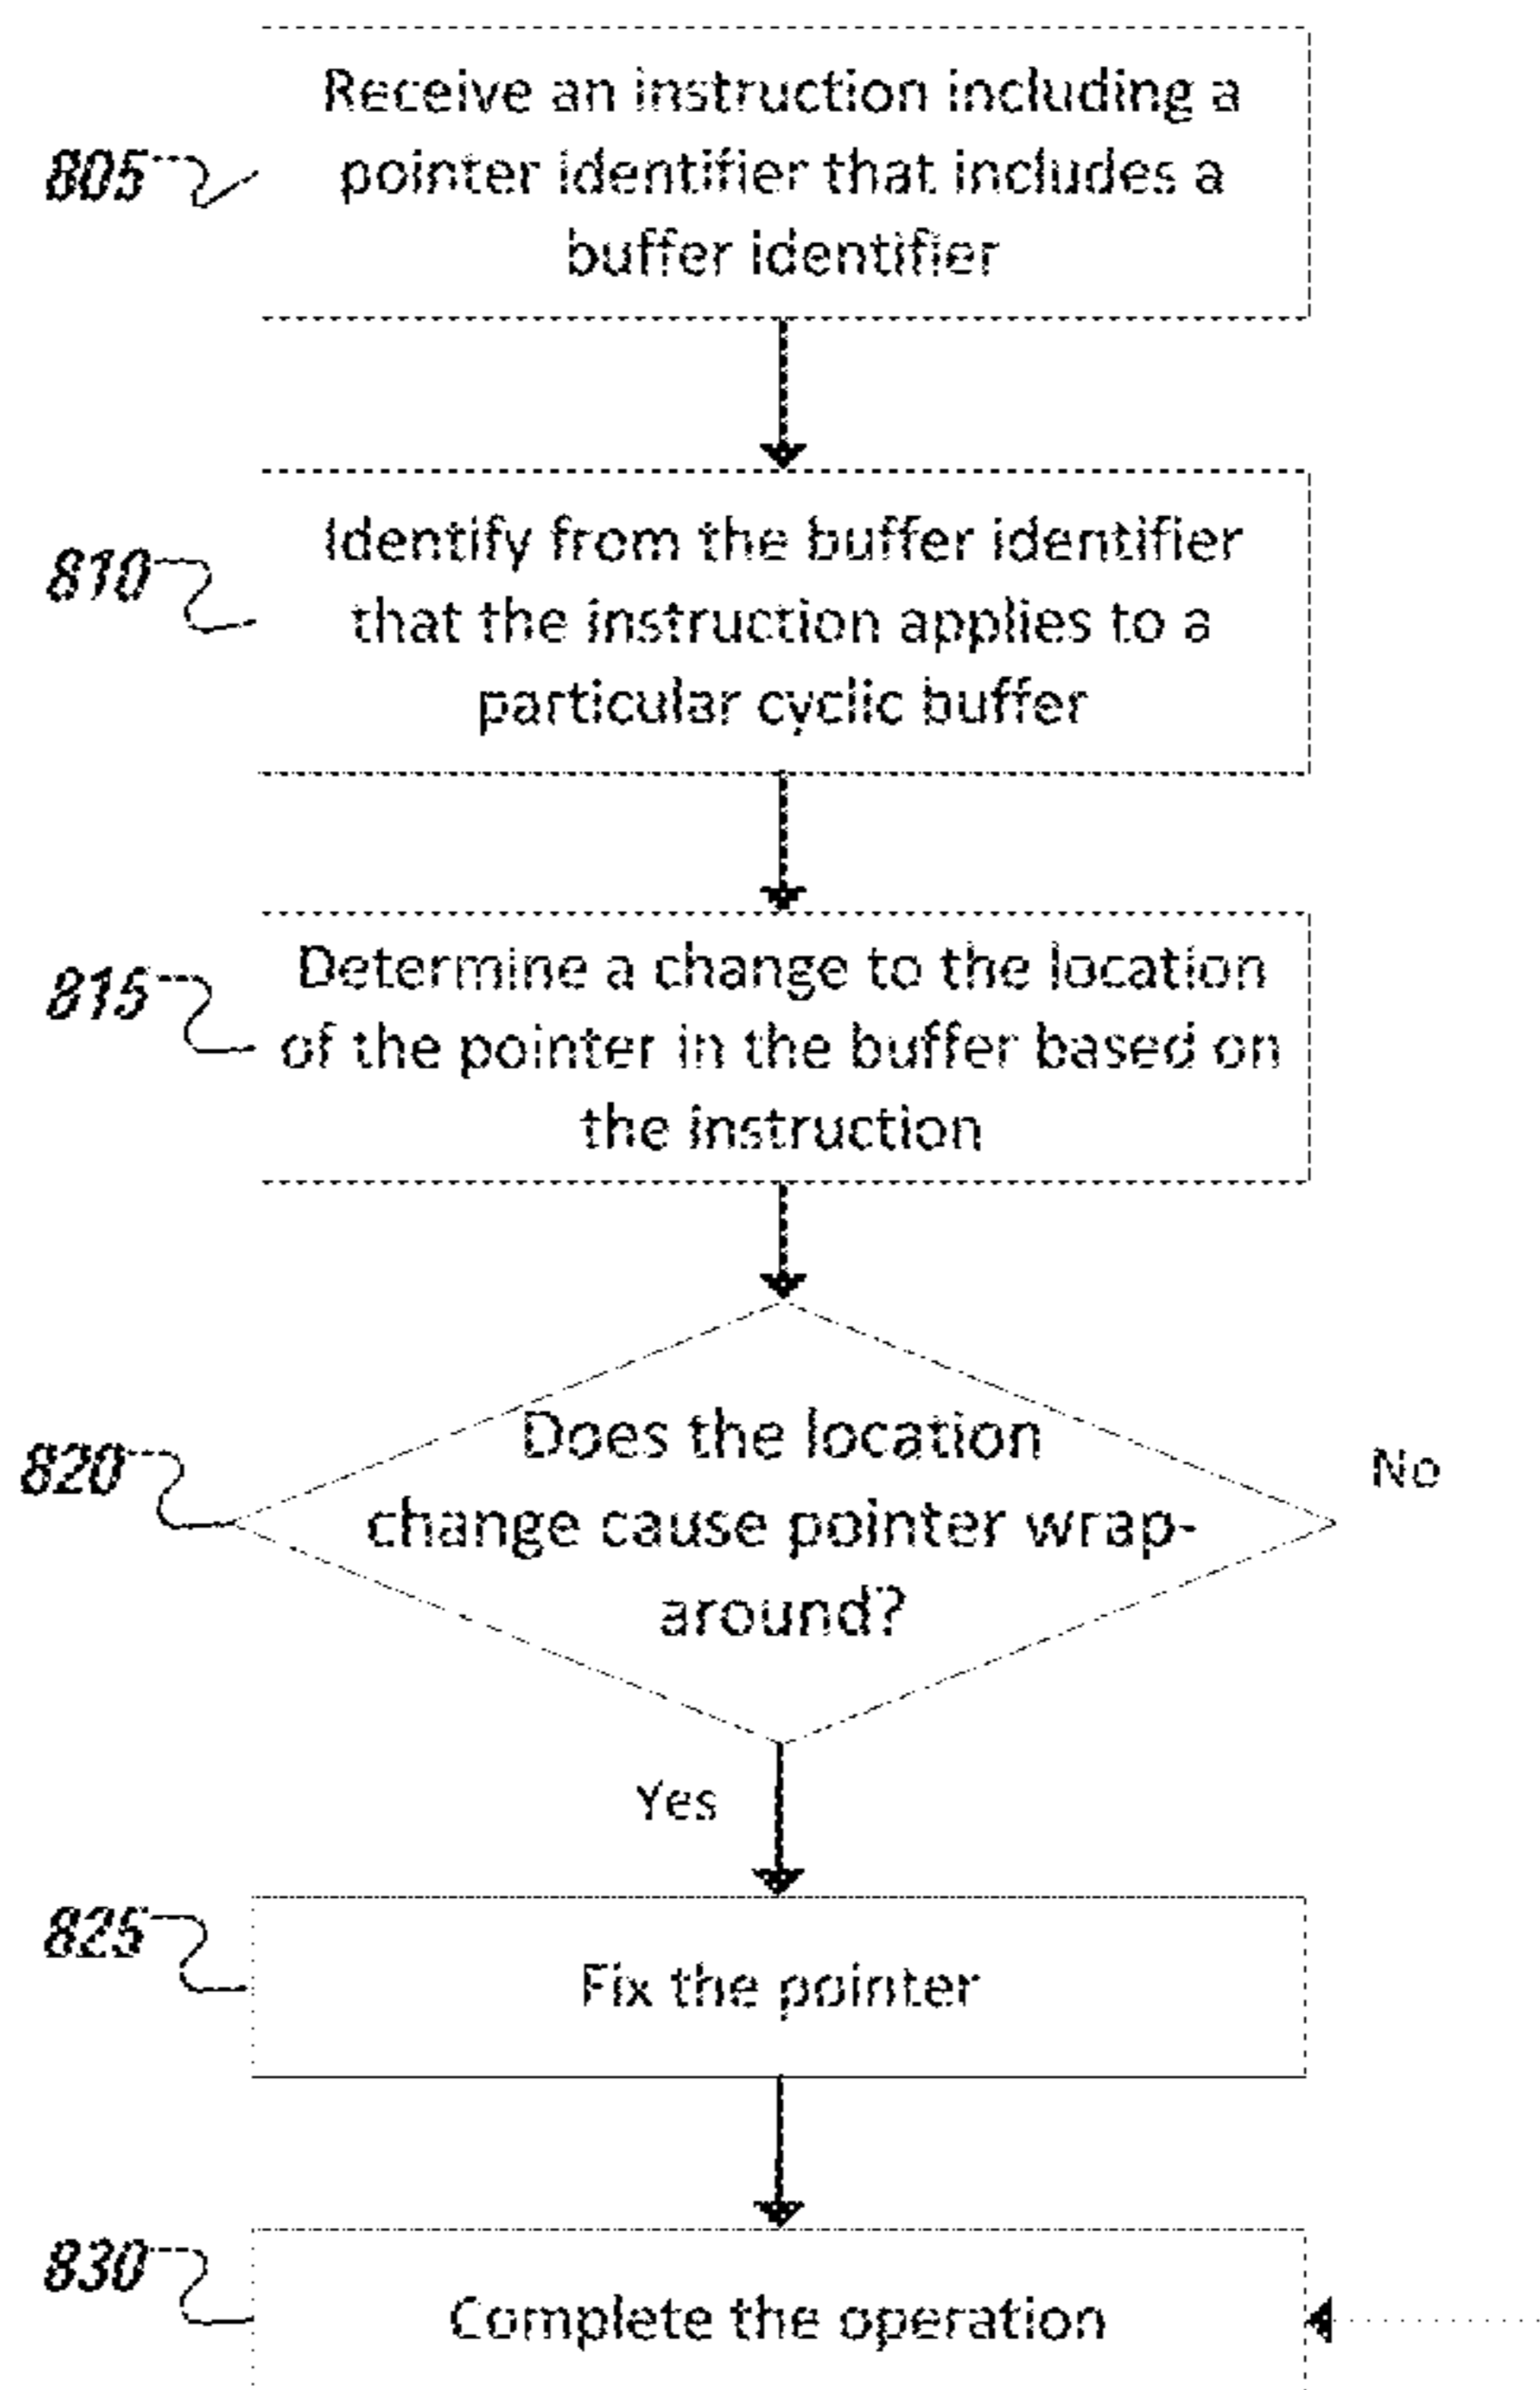 Receive an instruction including a
805
pointer identifier that includes a
buffer identifier
Identify from the buffer identifier
810
that the instruction applies to a
particular cyclic buffer
Determine a change to the location
815
of the pointer in the buffer based on
the instruction
Does the location
No
820
change cause pointer wrap-
around?
Yes
825
Fix the pointer
830
Complete the operation